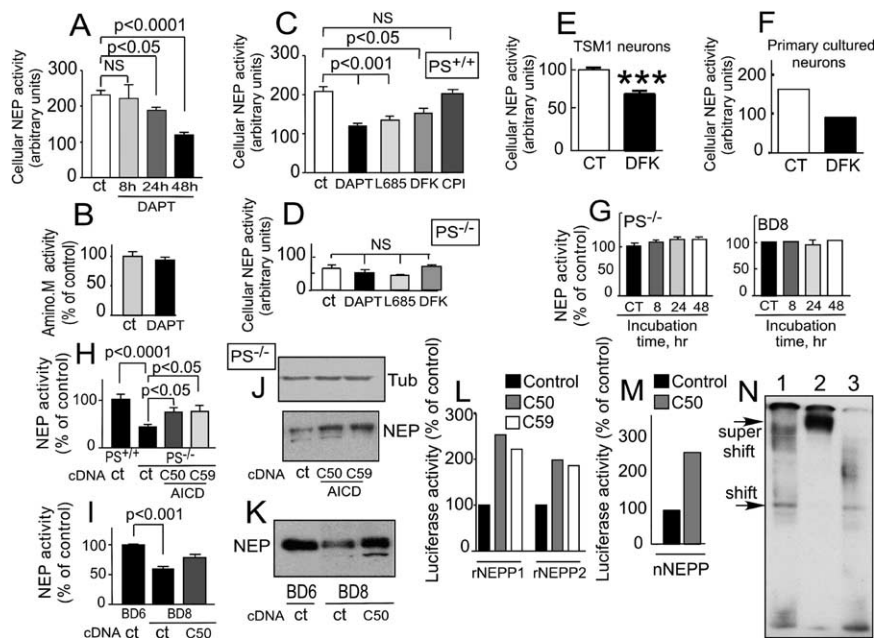 A
p<0.0001
p<0.05
NS
Cellular NEP activity
(arbitrary units)
300
200
100
0
ct 8h 24h 48h
DAPT
B
Amino.M activity
(% of control)
100
50
0
ct DAPT
C
NS
p<0.05
p<0.001
PS+/+
Cellular NEP activity
(arbitrary units)
300
200
100
0
ct DAPT L685 DFK CPI
D
NS
PS-/-
Cellular NEP activity
(arbitrary units)
200
100
0
ct DAPT L685 DFK
E
TSM1 neurons
***
Cellular NEP activity
(arbitrary units)
100
50
0
CT DFK
F
Primary cultured
neurons
Cellular NEP activity
(arbitrary units)
200
100
0
CT DFK
G
PS-/-
BD8
NEP activity
(% of control)
100
50
0
CT 8 24 48
Incubation
time, hr
100
50
0
CT 8 24 48
Incubation
time, hr
H
p<0.0001
p<0.05
p<0.05
NEP activity
(% of control)
100
50
0
PS+/+ PS-/-
cDNA ct ct C50 C59
AICD
I
p<0.001
NEP activity
(% of control)
100
50
0
BD6 BD8
cDNA ct ct C50
PS-/-
J
Tub
NEP
cDNA ct C50 C59
AICD
K
NEP
BD6 BD8
cDNA ct ct C50
L
Control
C50
C59
Luciferase activity (% of control)
300
200
100
0
rNEPP1 rNEPP2
M
Control
C50
Luciferase activity (% of control)
300
200
100
0
nNEPP
N
1 2 3
super
shift
shift